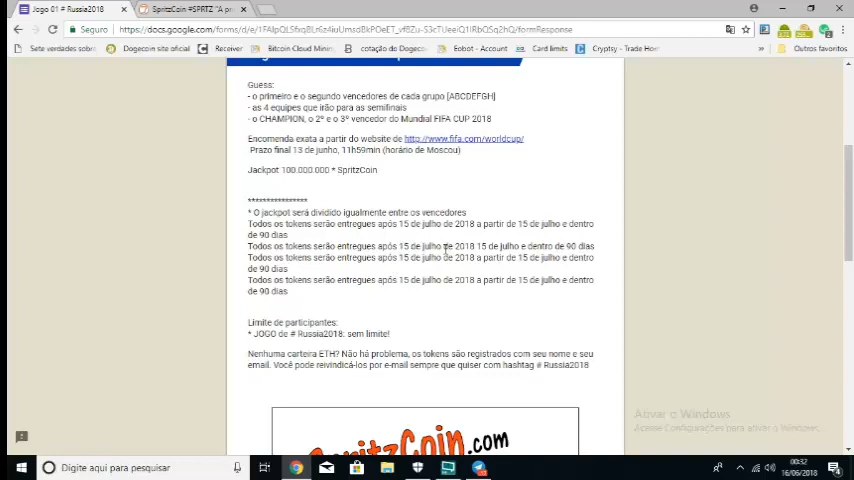 Jogo 01 # Russia2018
SpritzCoin #SPRTZ "A pro
Seguro
https://docs.google.com/forms/d/e/
/formResponse
Sete verdades sobre
Dogecoin site oficial
Receiver
Bitcoin Cloud Mining
cotação do Dogecoin
Eobot - Account
Card limits
Cryptsy - Trade Hom
»
Outros favoritos
Guess:
- o primeiro e o segundo vencedores de cada grupo [ABCDEFGH]
- as 4 equipes que irão para as semifinais
- o CHAMPION, o 2º e o 3º vencedor do Mundial FIFA CUP 2018
Encomenda exata a partir do website de http://www.fifa.com/worldcup/
Prazo final 13 de junho, 11h59min (horário de Moscou)
Jackpot 100.000.000 * SpritzCoin
***************
* O jackpot será dividido igualmente entre os vencedores
Todos os tokens serão entregues após 15 de julho de 2018 a partir de 15 de julho e dentro
de 90 dias
Todos os tokens serão entregues após 15 de julho de 2018 15 de julho e dentro de 90 dias
Todos os tokens serão entregues após 15 de julho de 2018 a partir de 15 de julho e dentro
de 90 dias
Todos os tokens serão entregues após 15 de julho de 2018 a partir de 15 de julho e dentro
de 90 dias
Limite de participantes:
* JOGO de # Russia2018: sem limite!
Nenhuma carteira ETH? Não há problema, os tokens são registrados com seu nome e seu
email. Você pode reivindicá-los por e-mail sempre que quiser com hashtag # Russia2018
SpritzCoin.com
Ativar o Windows
Acesse Configurações para ativar o Windows.
Digite aqui para pesquisar
00:32
16/06/2018